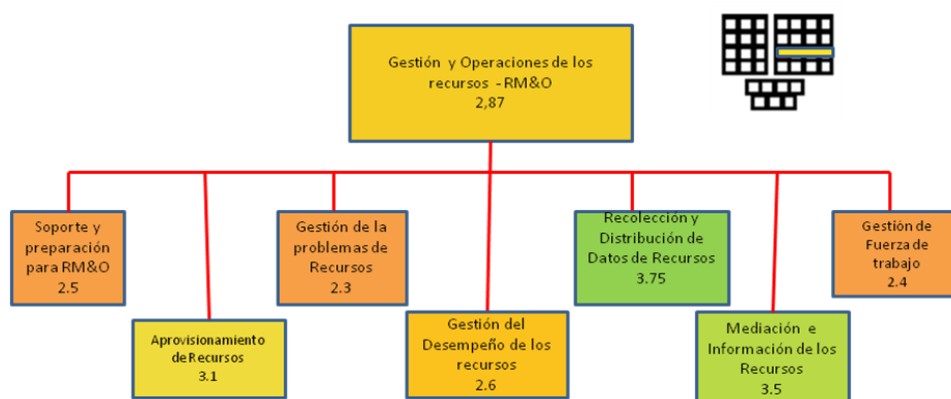 Gestión y Operaciones de los
recursos - RM&O
2,87
Soporte y
preparación
para RM&O
2.5
Gestión de la
problemas de
Recursos
2.3
Recolección y
Distribución de
Datos de Recursos
3.75
Gestión de
Fuerza de
trabajo
2.4
Aprovisionamiento
de Recursos
3.1
Gestión del
Desempeño de los
recursos
2.6
Mediación e
Información de los
Recursos
3.5